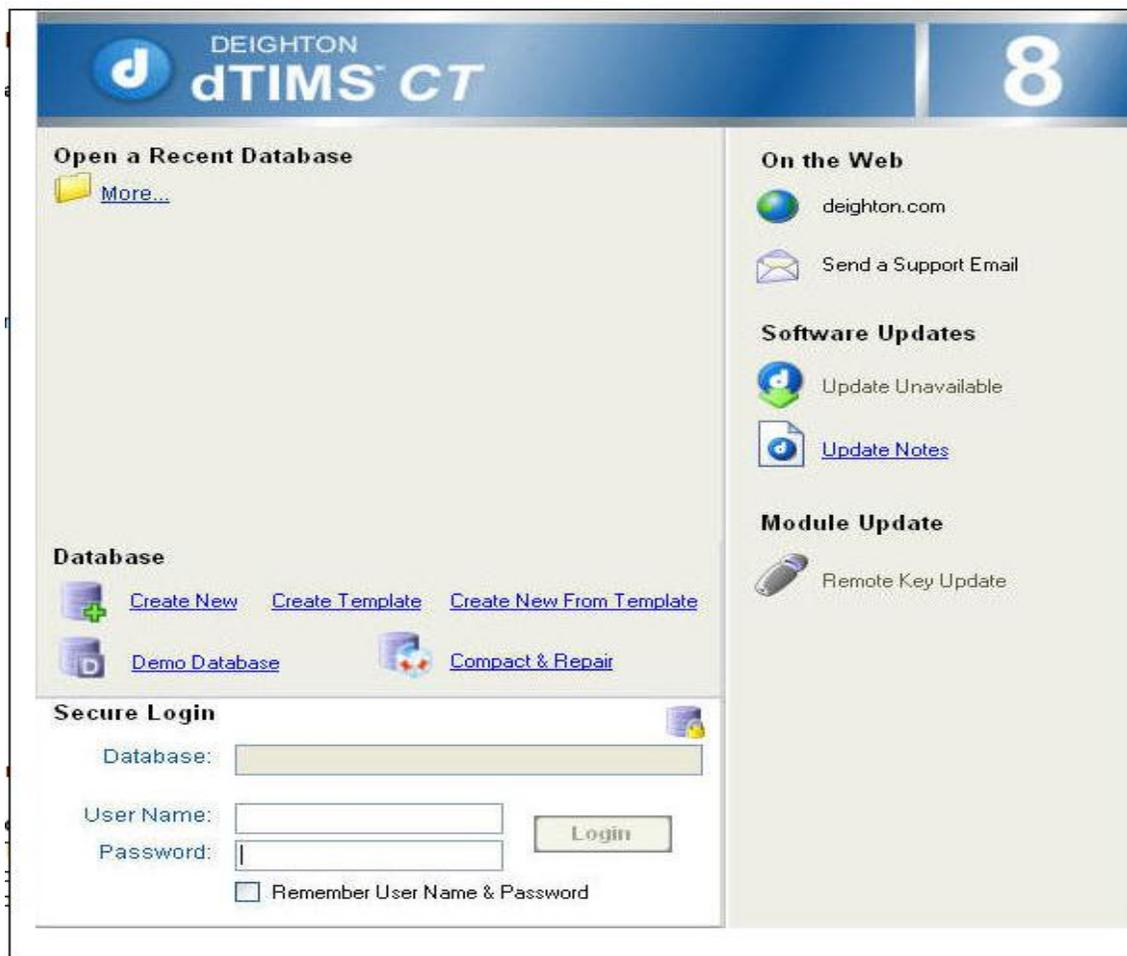 DEIGHTON
dTIMS™ CT
8
Open a Recent Database
More...
Database
Create New Create Template Create New From Template
Demo Database Compact & Repair
Secure Login
Database:
User Name:
Login
Password:
Remember User Name & Password
On the Web
deighton.com
Send a Support Email
Software Updates
Update Unavailable
Update Notes
Module Update
Remote Key Update